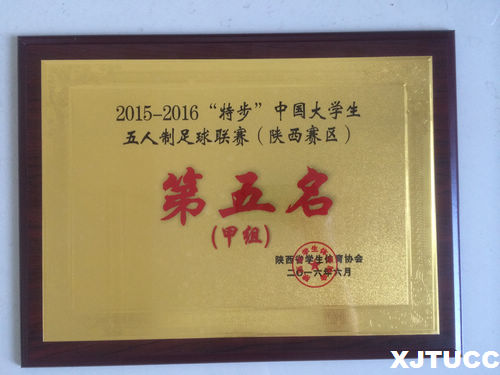 2015-2016“特步”中国大学生
五人制足球联赛(陕西赛区)
第五名
(甲组)
陕西省学生体育协会
二〇一六年六月
XJTUCC